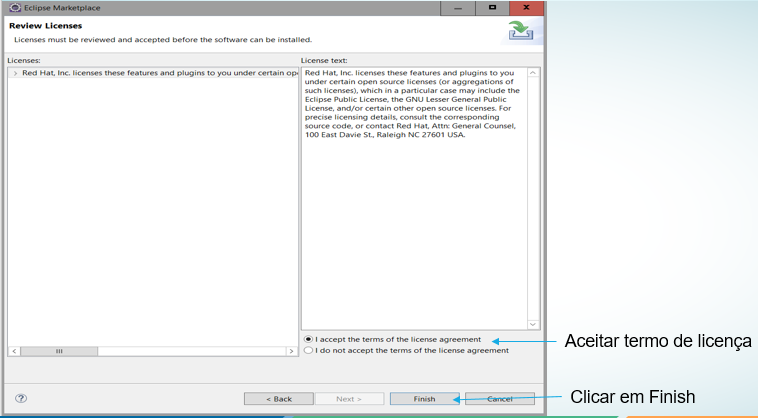 Eclipse Marketplace
Review Licenses
Licenses must be reviewed and accepted before the software can be installed.
Licenses:
Red Hat, Inc. licenses these features and plugins to you under certain op
License text:
Red Hat, Inc. licenses these features and plugins to you
under certain open source licenses (or aggregations of
such licenses), which in a particular case may include the
Eclipse Public License, the GNU Lesser General Public
License, and/or certain other open source licenses. For
precise licensing details, consult the corresponding
source code, or contact Red Hat, Attn: General Counsel,
100 East Davie St., Raleigh NC 27601 USA.
I accept the terms of the license agreement
I do not accept the terms of the license agreement
Aceitar termo de licença
< Back
Next >
Finish
Cancel
Clicar em Finish